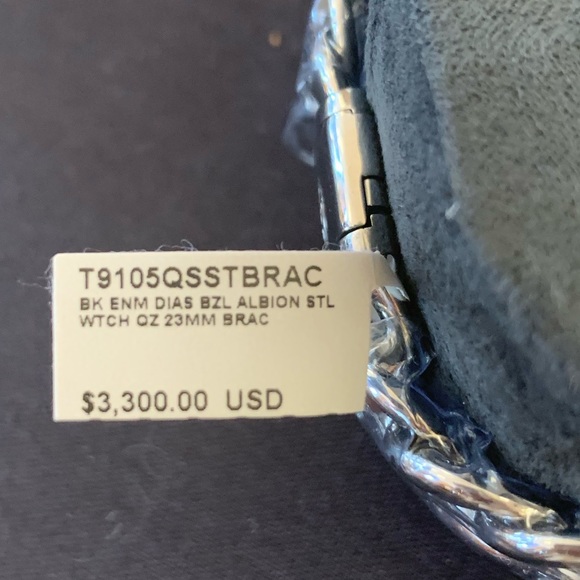 T9105QSSTBRAC
BK ENM DIAS BZL ALBION STL
WTCH QZ 23MM BRAC
$3,300.00 USD